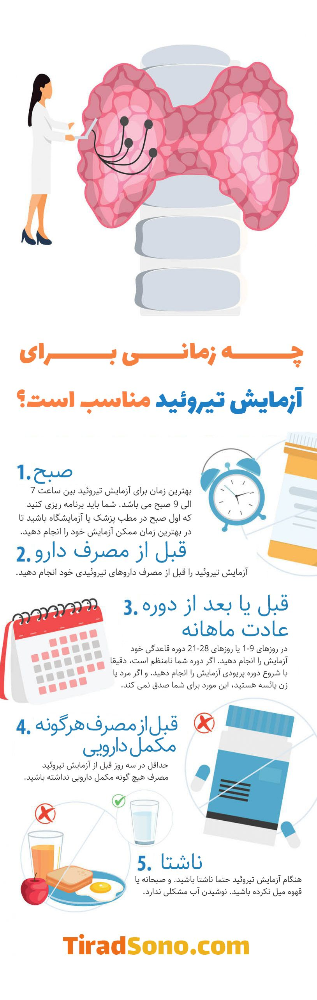 چه زمانی برای
آزمایش تیروئید مناسب است؟
1. صبح
بهترین زمان برای آزمایش تیروئید بین ساعت 7
الی 9 صبح می باشد. شما باید برنامه ریزی کنید
که اول صبح در مطب پزشک یا آزمایشگاه باشید تا
در بهترین زمان ممکن آزمایش خود را انجام دهید.
2. قبل از مصرف دارو
آزمایش تیروئید را قبل از مصرف داروهای تیروئیدی خود انجام دهید.
3. قبل یا بعد از دوره
عادت ماهانه
در روزهای 9-1 یا روزهای 28-21 دوره قاعدگی خود
آزمایش را انجام دهید. اگر دوره شما نامنظم است، دقیقا
با شروع دوره پریودی آزمایش را انجام دهید. و اگر مرد یا
زن یائسه هستید، این مورد برای شما صدق نمی کند.
4. قبل از مصرف هرگونه
مکمل دارویی
حداقل در سه روز قبل از آزمایش تیروئید
مصرف هیچ گونه مکمل دارویی نداشته باشید.
5. ناشتا
هنگام آزمایش تیروئید حتما ناشتا باشید. و صبحانه یا
قهوه میل نکرده باشید. نوشیدن آب مشکلی ندارد.
TiradSono.com